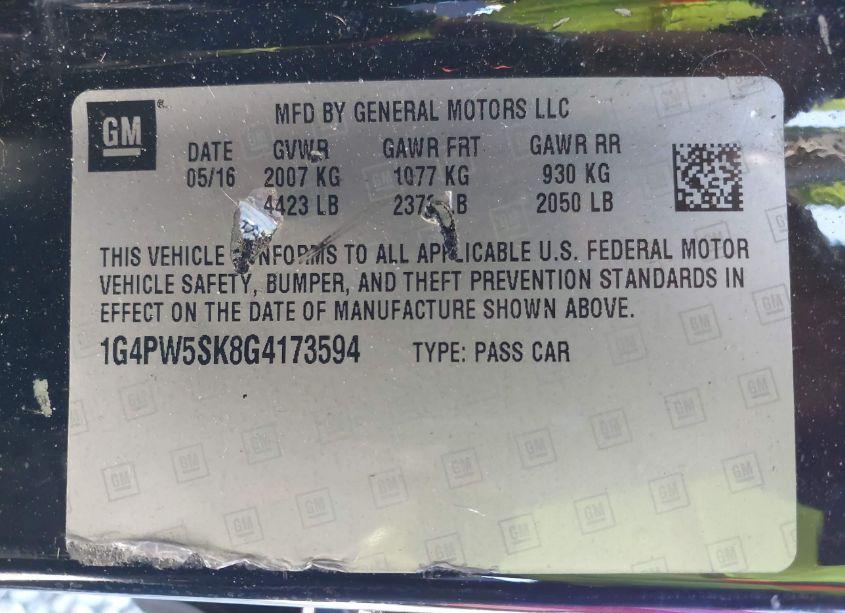 GM
MFD BY GENERAL MOTORS LLC
DATE GVWR GAWR FRT GAWR RR
05/16 2007 KG 1077 KG 930 KG
4423 LB 2050 LB
THIS VEHICLE TO ALL APPLICABLE U.S. FEDERAL MOTOR
VEHICLE SAFETY, BUMPER, AND THEFT PREVENTION STANDARDS IN
EFFECT ON THE DATE OF MANUFACTURE SHOWN ABOVE.
1G4PW5SK8G4173594 TYPE: PASS CAR